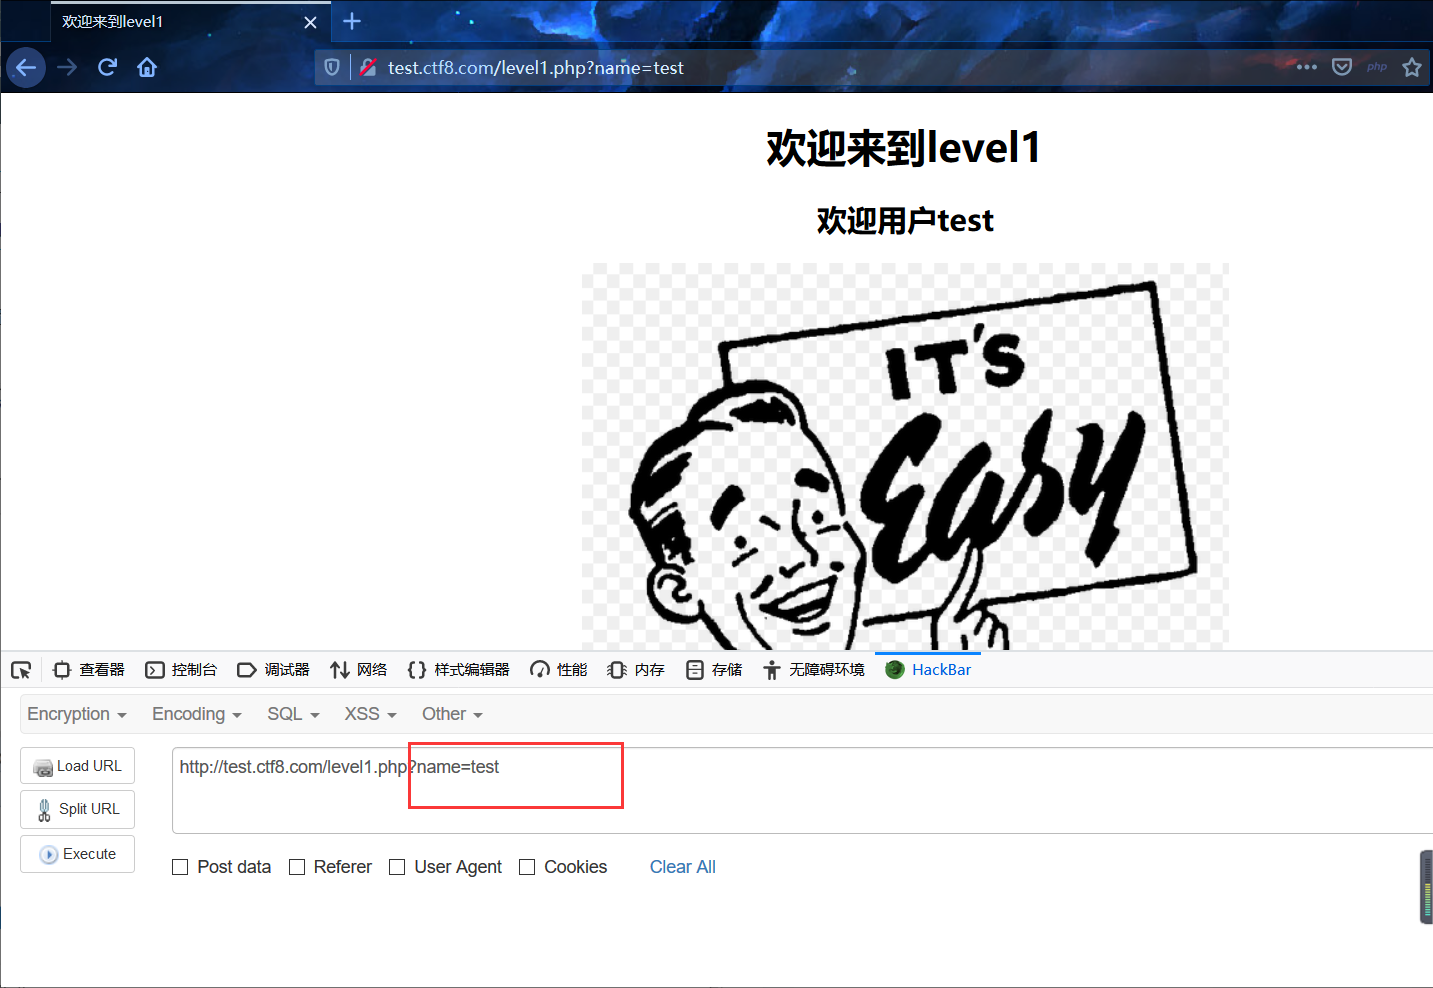 欢迎来到level1
test.ctf8.com/level1.php?name=test
php
欢迎来到level1
欢迎用户test
IT'S
Easy
查看器 控制台 调试器 网络 样式编辑器 性能 内存 存储 无障碍环境 HackBar
Encryption Encoding SQL XSS Other
Load URL
http://test.ctf8.com/level1.php?name=test
Split URL
Execute
Post data Referer User Agent Cookies Clear All